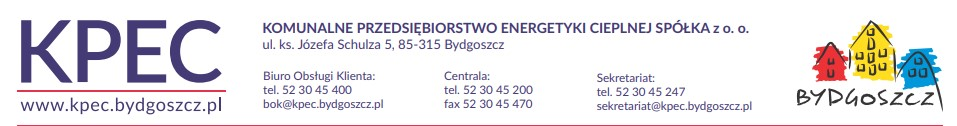 KPEC
www.kpec.bydgoszcz.pl
KOMUNALNE PRZEDSIĘBIORSTWO ENERGETYKI CIEPLNEJ SPÓŁKA z o. o.
ul. ks. Józefa Schulza 5, 85-315 Bydgoszcz
Biuro Obsługi Klienta:
tel. 52 30 45 400
bok@kpec.bydgoszcz.pl
Centrala:
tel. 52 30 45 200
fax 52 30 45 470
Sekretariat:
tel. 52 30 45 247
sekretariat@kpec.bydgoszcz.pl
BYDGOSZCZ